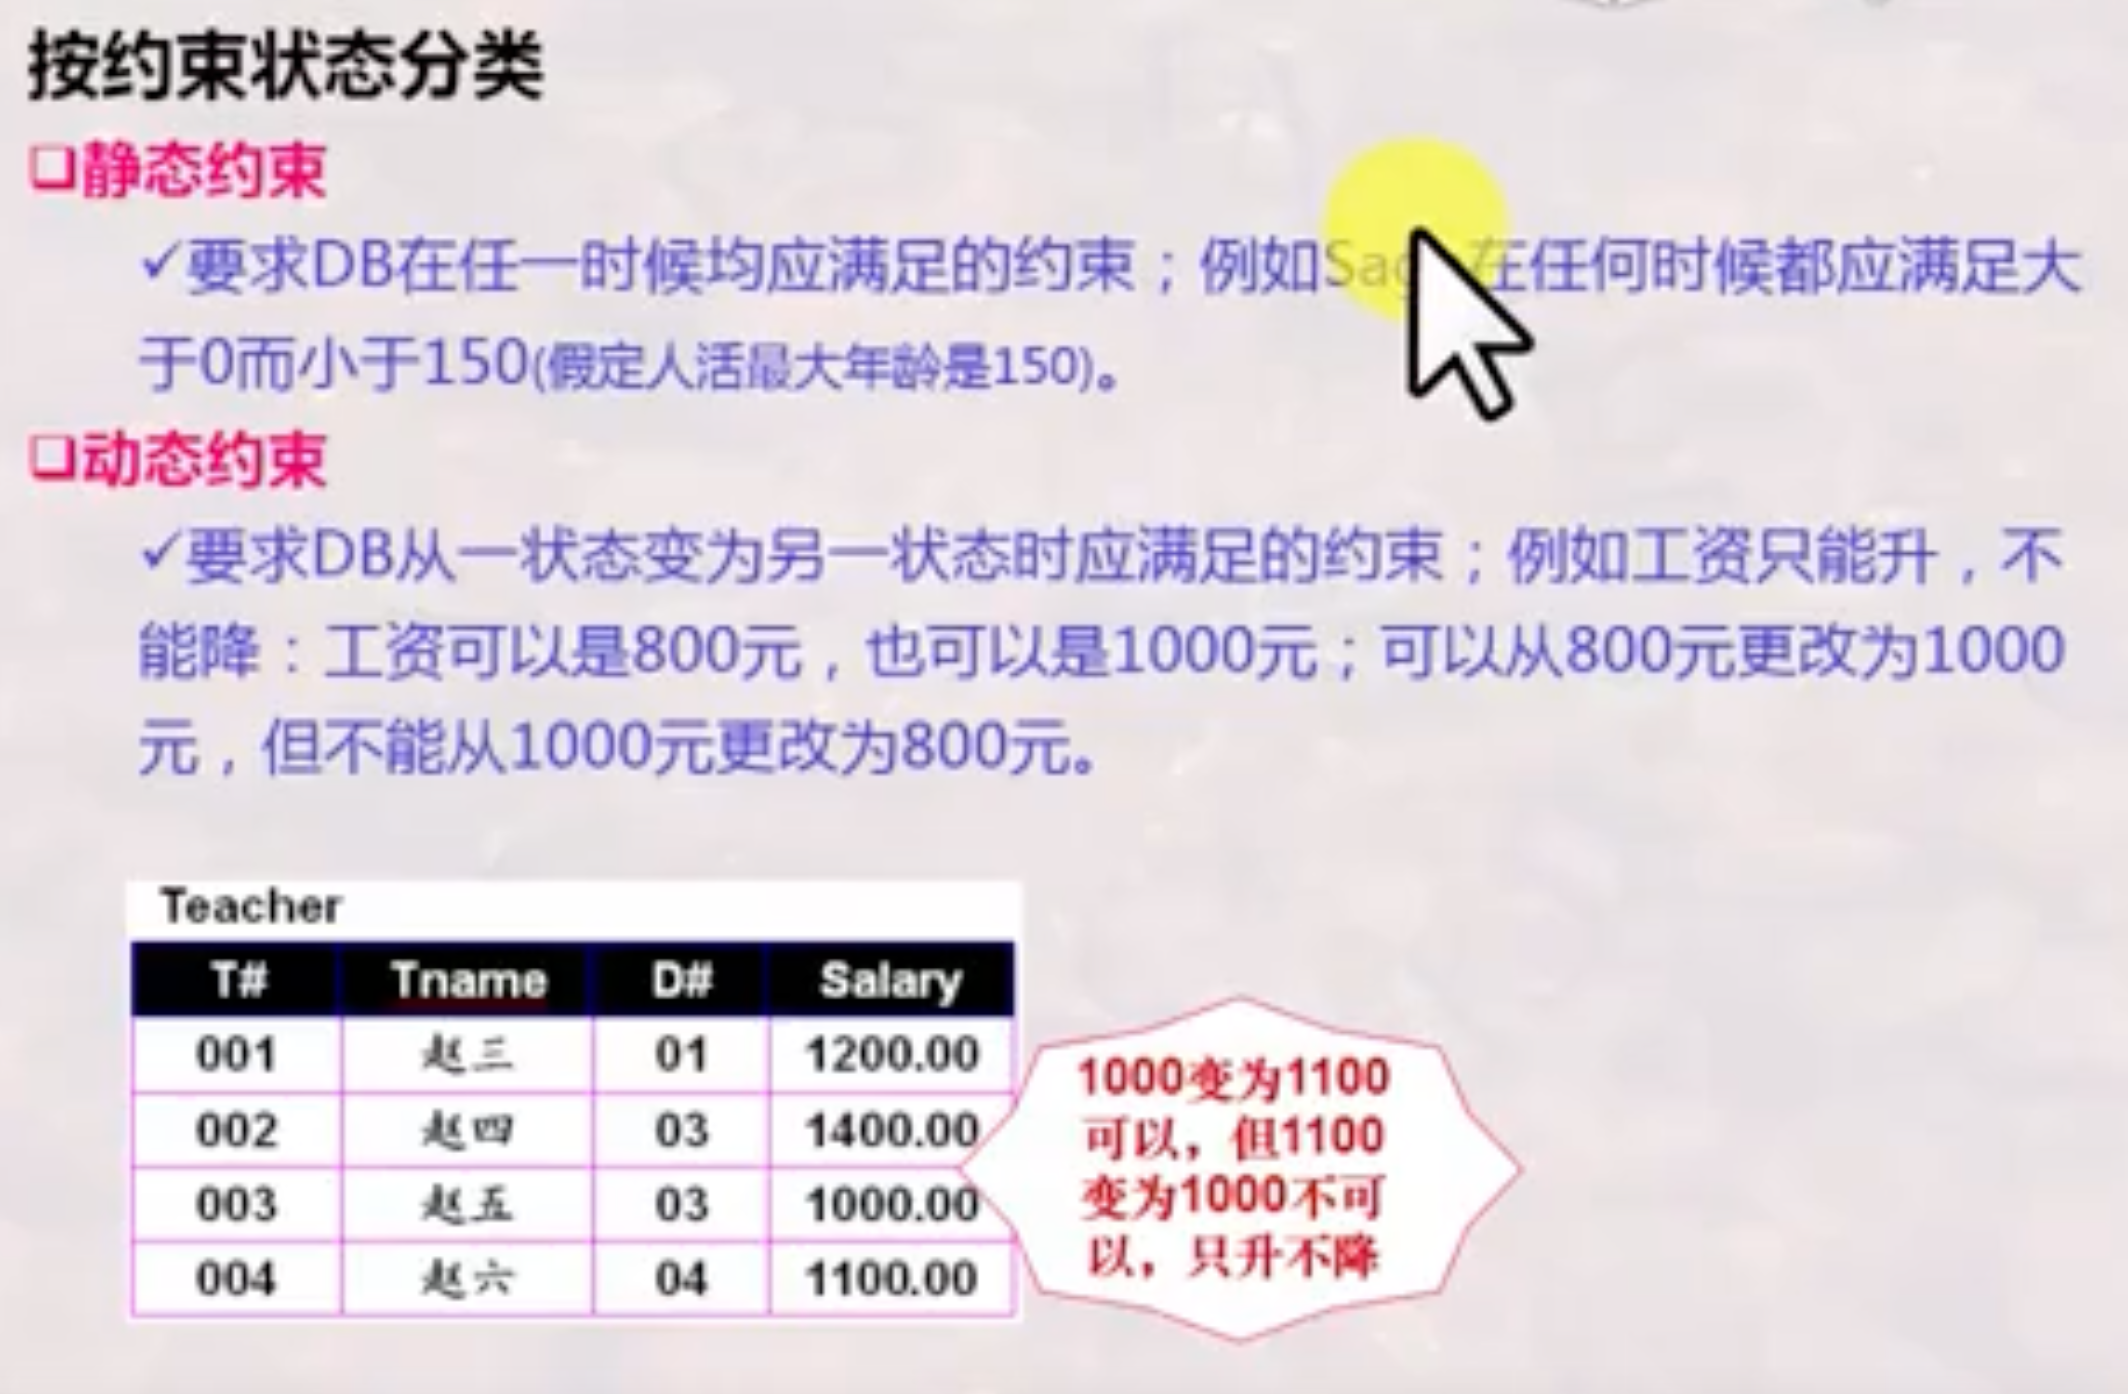 按约束状态分类
❑静态约束
✓要求DB在任一时候均应满足的约束；例如 在任何时候都应满足大
于0而小于150(假定人活最大年龄是150)。
❑动态约束
✓要求DB从一状态变为另一状态时应满足的约束；例如工资只能升，不
能降：工资可以是800元，也可以是1000元；可以从800元更改为1000
元，但不能从1000元更改为800元。
Teacher
T# Tname D# Salary
001 赵三 01 1200.00
002 赵四 03 1400.00
003 赵五 03 1000.00
004 赵六 04 1100.00
1000变为1100
可以，但1100
变为1000不可
以，只升不降